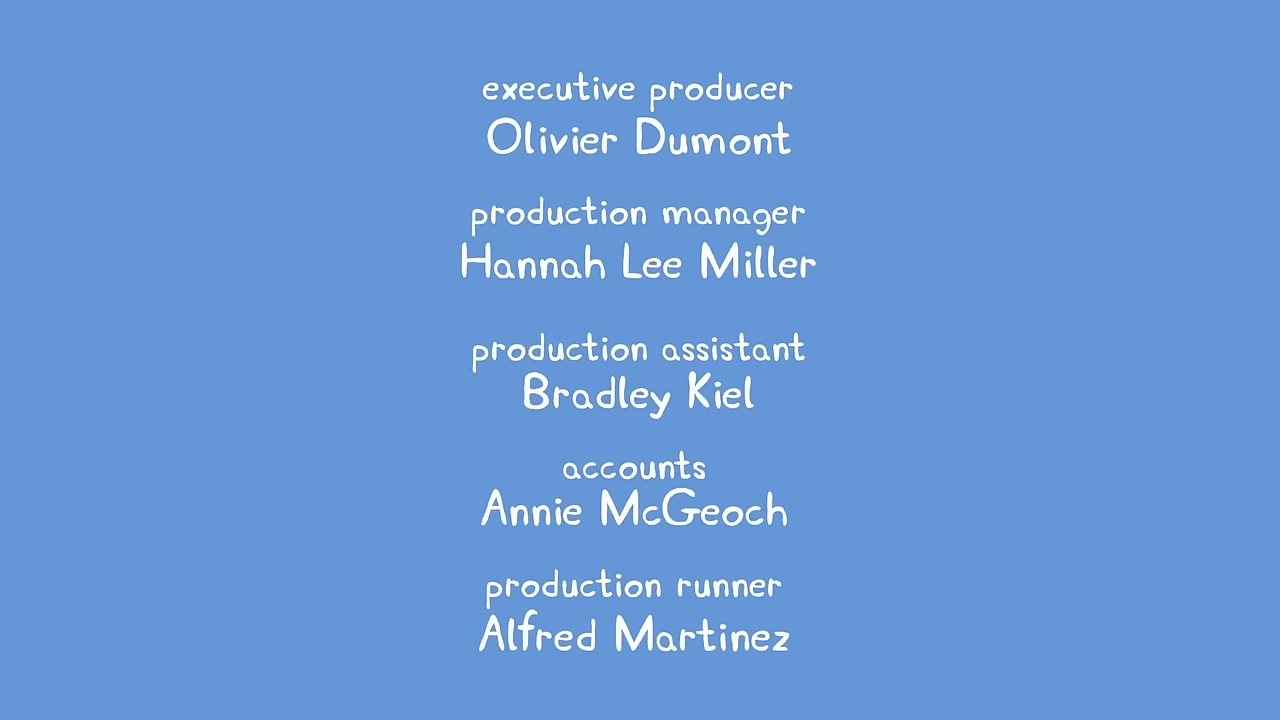 executive producer
Olivier Dumont
production manager
Hannah Lee Miller
production assistant
Bradley Kiel
accounts
Annie McGeoch
production runner
Alfred Martinez